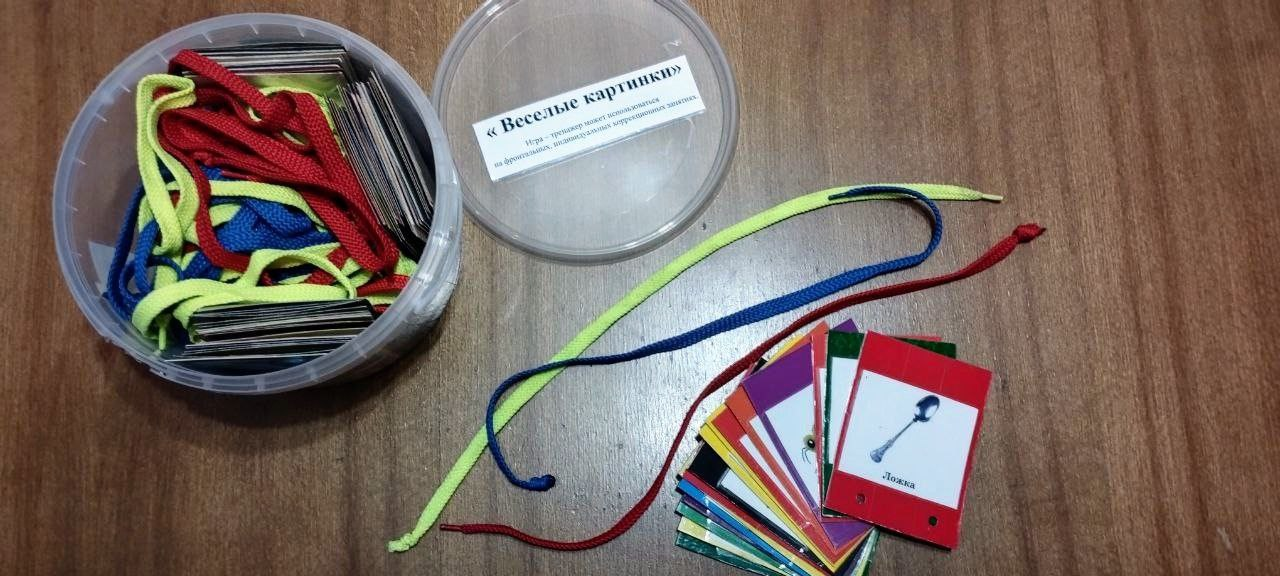 « Веселые картинки»
Игра – тренажер может использоваться
на фронтальных, индивидуальных коррекционных занятиях.
Ложка